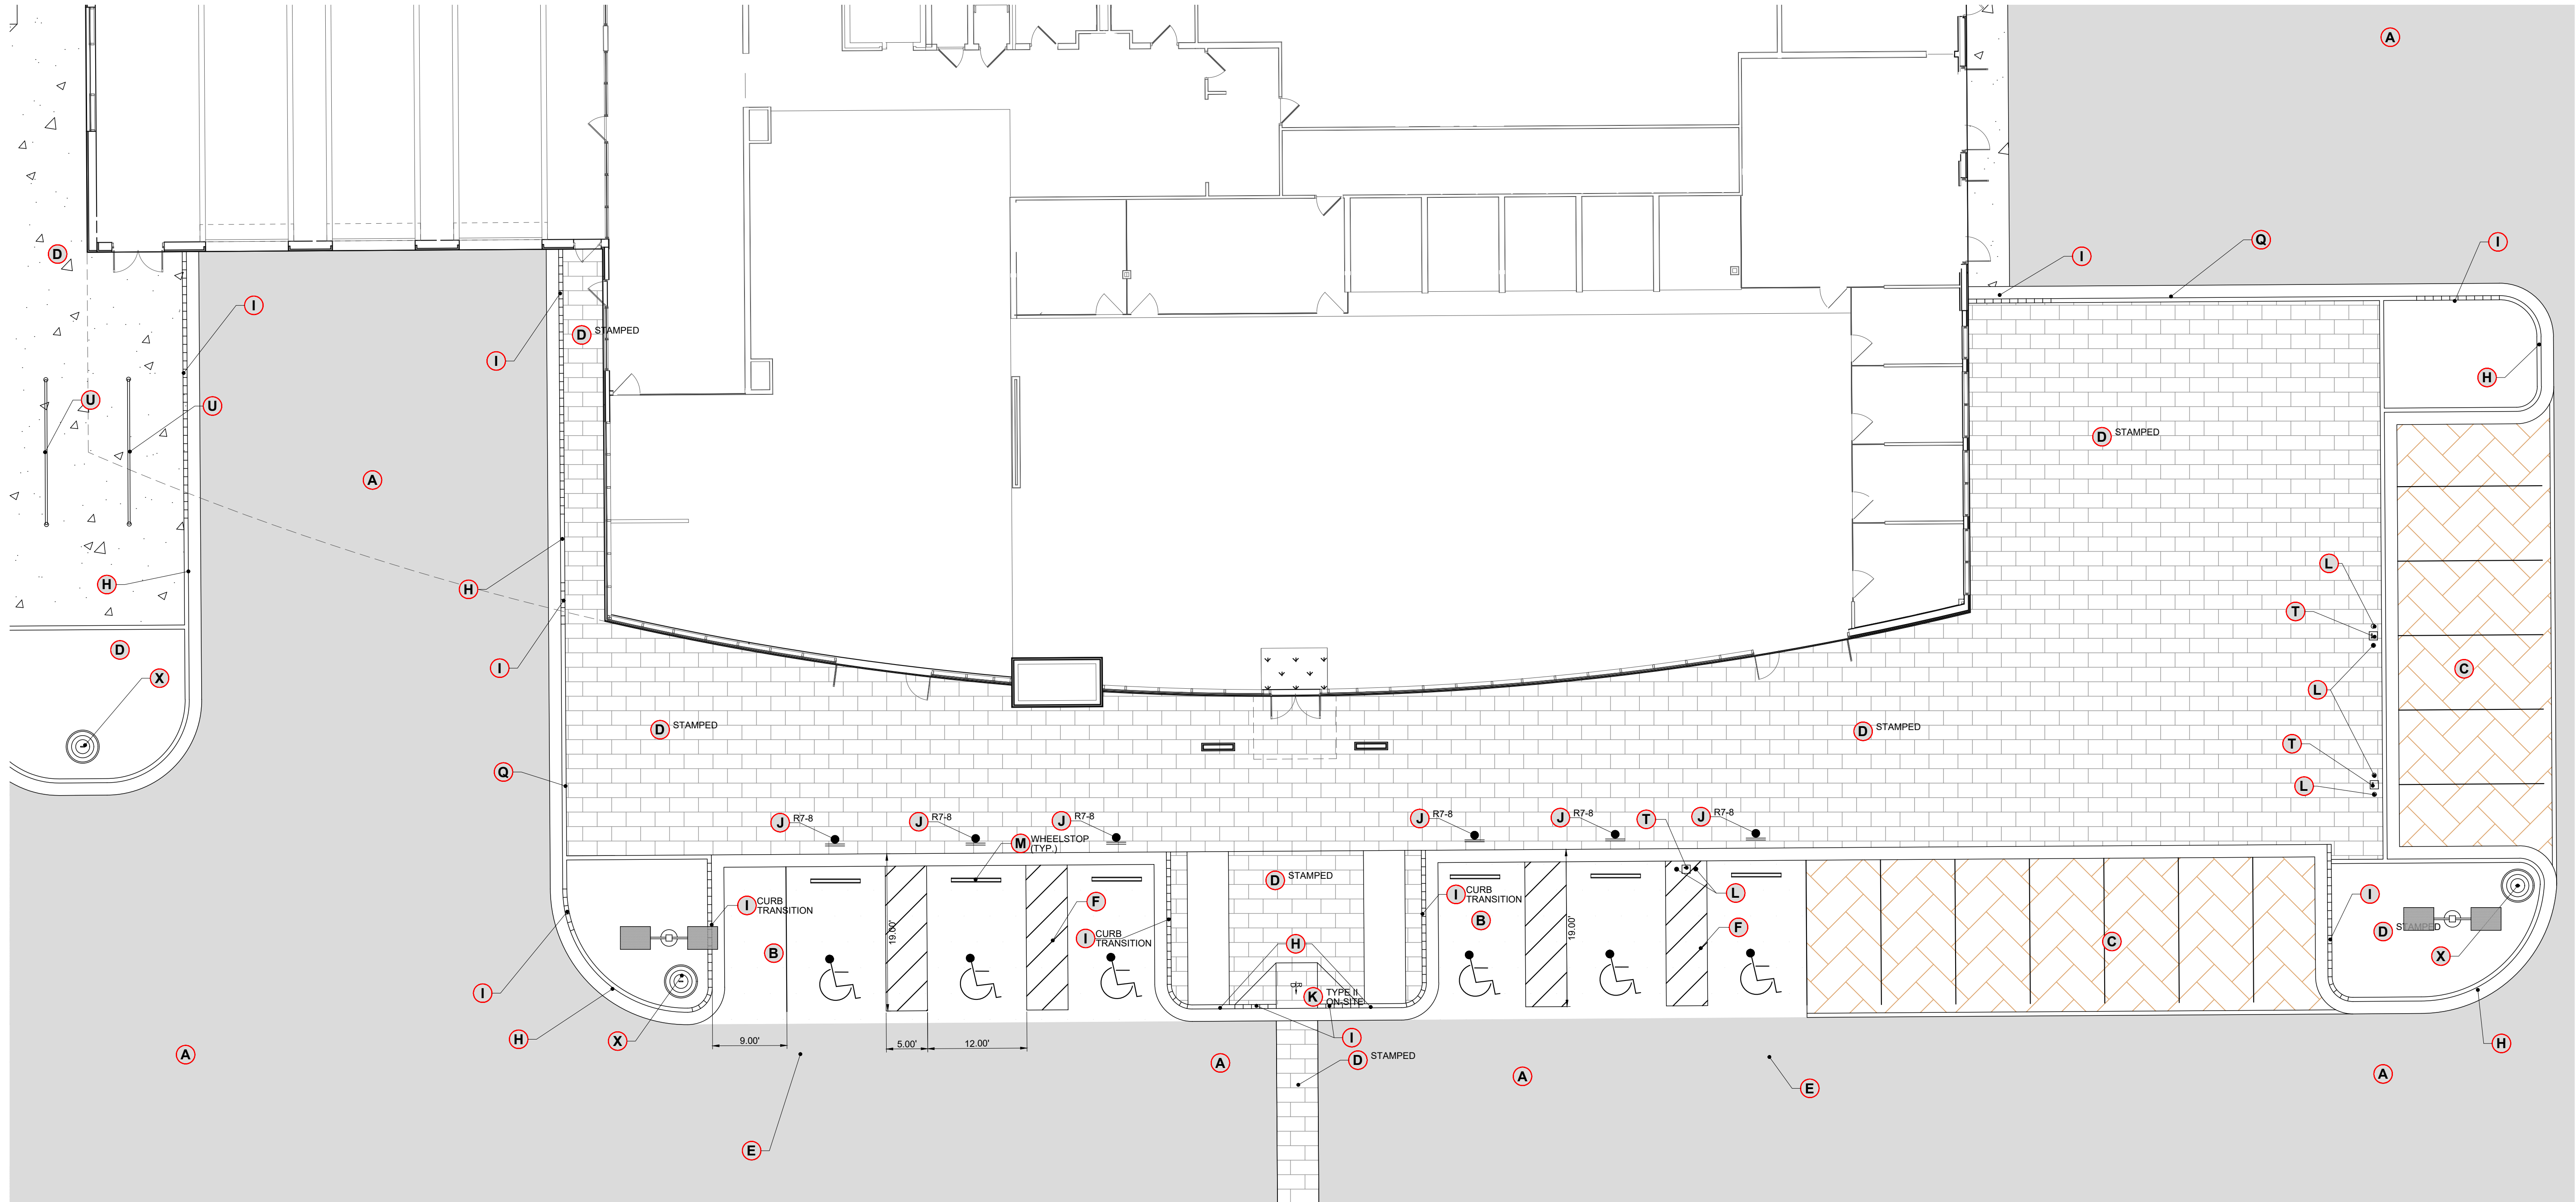 A
D
I
Q
I
I
D STAMPED
I
H
U
U
D STAMPED
A
L
H
H
T
D
I
C
X
L
D STAMPED
D STAMPED
T
Q
L
J R7-8
J R7-8
J R7-8
J R7-8
J R7-8
T
J R7-8
M WHEELSTOP
(TYP.)
D STAMPED
I CURB
TRANSITION
L
I
I CURB
TRANSITION
F
B
F
19.00'
19.00'
I CURB
TRANSITION
H
C
D STAMPED
B
X
I
K TYPE II
ON-SITE
H
X
9.00'
5.00'
12.00'
I
H
A
A
D STAMPED
A
A
E
E